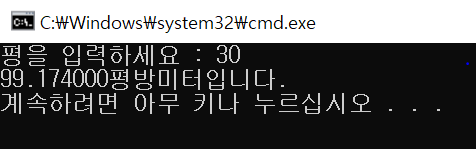 C:\Windows\system32\cmd.exe
평을 입력하세요 : 30
99.174000평방미터입니다.
계속하려면 아무 키나 누르십시오 . . .